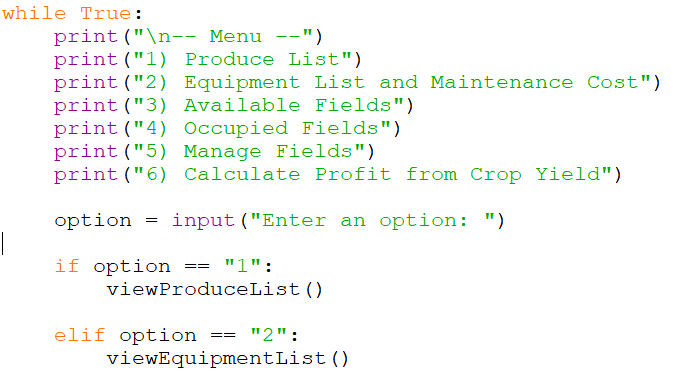 while True:
    print("\n-- Menu --")
    print("1) Produce List")
    print("2) Equipment List and Maintenance Cost")
    print("3) Available Fields")
    print("4) Occupied Fields")
    print("5) Manage Fields")
    print("6) Calculate Profit from Crop Yield")
    option = input("Enter an option: ")
    if option == "1":
        viewProduceList()
    elif option == "2":
        viewEquipmentList()